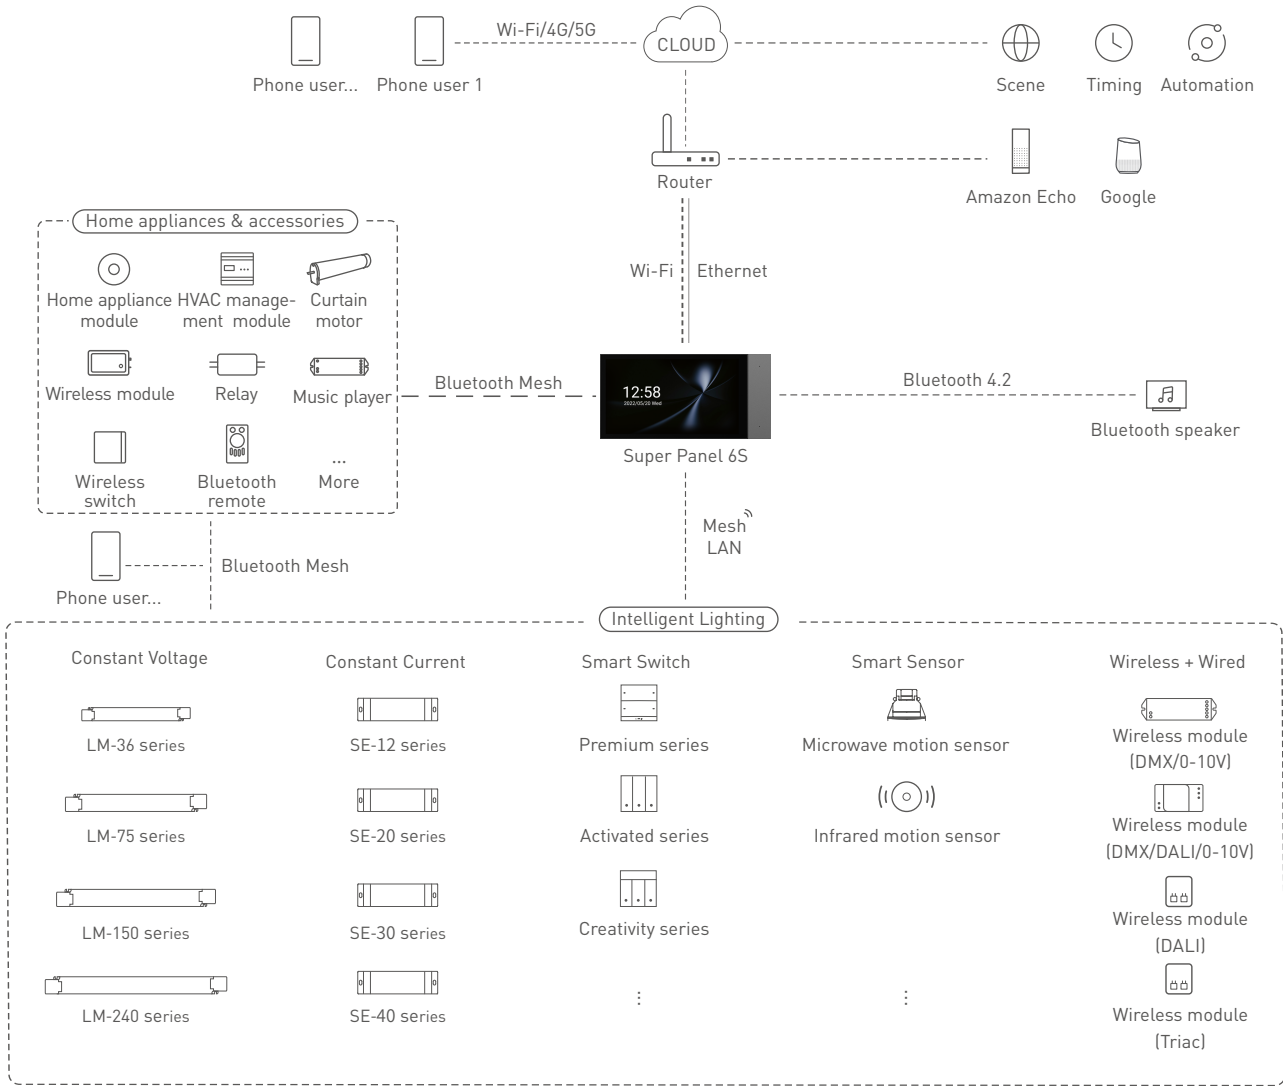 Wi-Fi/4G/5G
CLOUD
Phone user...
Phone user 1
Scene
Timing
Automation
Router
Amazon Echo
Google
Home appliances & accessories
Wi-Fi
Ethernet
Home appliance
module
HVAC manage-
ment module
Curtain
motor
Wireless module
Relay
Music player
Wireless
switch
Bluetooth
remote
...
More
Bluetooth Mesh
12:58
2022/05/20 Wed
Super Panel 6S
Bluetooth 4.2
Bluetooth speaker
Mesh
LAN
Bluetooth Mesh
Phone user...
Intelligent Lighting
Constant Voltage
Constant Current
Smart Switch
Smart Sensor
Wireless + Wired
LM-36 series
SE-12 series
Premium series
Microwave motion sensor
Wireless module
(DMX/0-10V)
LM-75 series
SE-20 series
Activated series
Infrared motion sensor
Wireless module
(DMX/DALI/0-10V)
LM-150 series
SE-30 series
Creativity series
Wireless module
(DALI)
LM-240 series
SE-40 series
⋮
⋮
Wireless module
(Triac)